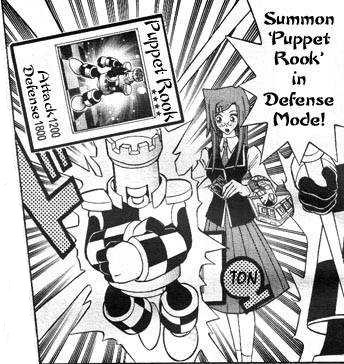 Puppet Rook
Attack 1200
Defense 1800
Summon
'Puppet
Rook'
in
Defense
Mode!
TON